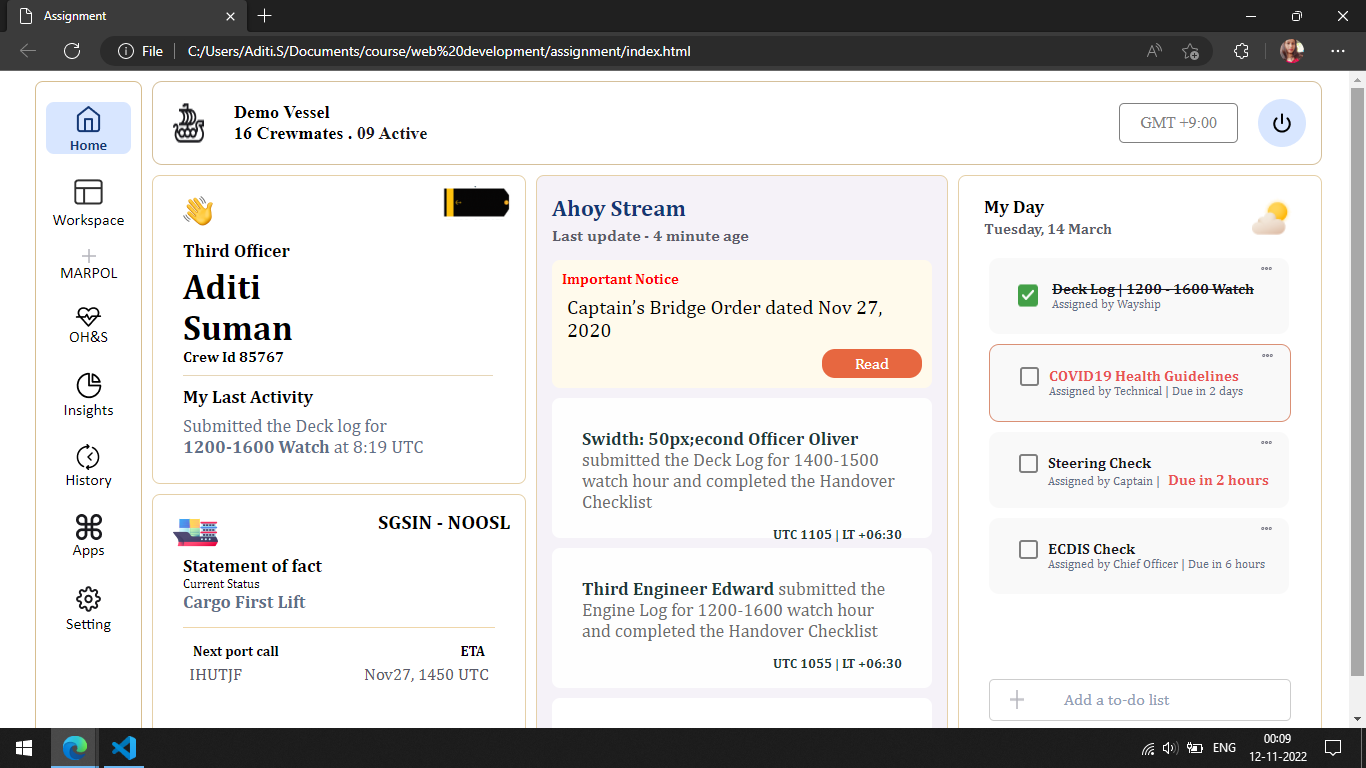 Assignment
File
C:/Users/Aditi.S/Documents/course/web%20development/assignment/index.html
Home
Workspace
MARPOL
OH&S
Insights
History
Apps
Setting
Demo Vessel
16 Crewmates . 09 Active
GMT +9:00
Third Officer
Aditi
Suman
Crew Id 85767
My Last Activity
Submitted the Deck log for
1200-1600 Watch at 8:19 UTC
SGSIN - NOOSL
Statement of fact
Current Status
Cargo First Lift
Next port call ETA
IHUTJF Nov27, 1450 UTC
Ahoy Stream
Last update - 4 minute age
Important Notice
Captain’s Bridge Order dated Nov 27,
2020
Read
Swidth: 50px;econd Officer Oliver
submitted the Deck Log for 1400-1500
watch hour and completed the Handover
Checklist
UTC 1105 | LT +06:30
Third Engineer Edward submitted the
Engine Log for 1200-1600 watch hour
and completed the Handover Checklist
UTC 1055 | LT +06:30
My Day
Tuesday, 14 March
Deck Log | 1200 - 1600 Watch
Assigned by Wayship
COVID19 Health Guidelines
Assigned by Technical | Due in 2 days
Steering Check
Assigned by Captain | Due in 2 hours
ECDIS Check
Assigned by Chief Officer | Due in 6 hours
Add a to-do list
ENG
00:09
12-11-2022